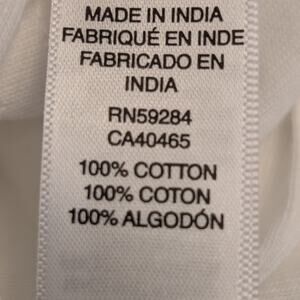 MADE IN INDIA
FABRIQUÉ EN INDE
FABRICADO EN
INDIA
RN59284
CA40465
100% COTTON
100% COTON
100% ALGODÓN